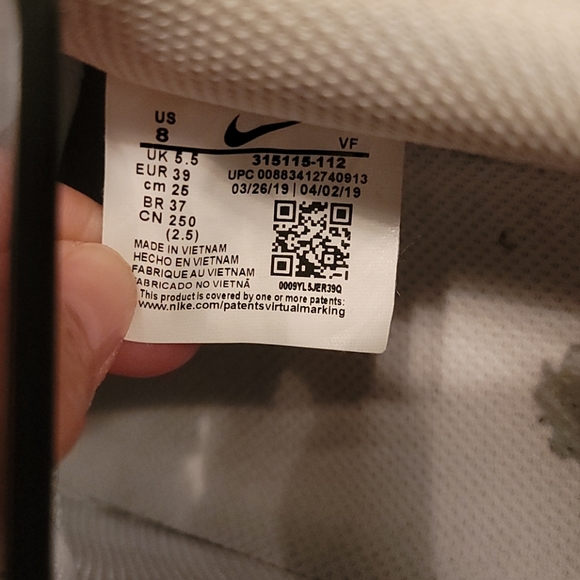 US
8
VF
UK 5.5
EUR 39
cm 25
BR 37
CN 250
(2.5)
315115-112
UPC 00883412740913
03/26/19 | 04/02/19
0009YL5JER39Q
MADE IN VIETNAM
HECHO EN VIETNAM
FABRIQUE AU VIETNAM
FABRICADO NO VIETNÃ
This product is covered by one or more patents:
www.nike.com/patentsvirtualmarking